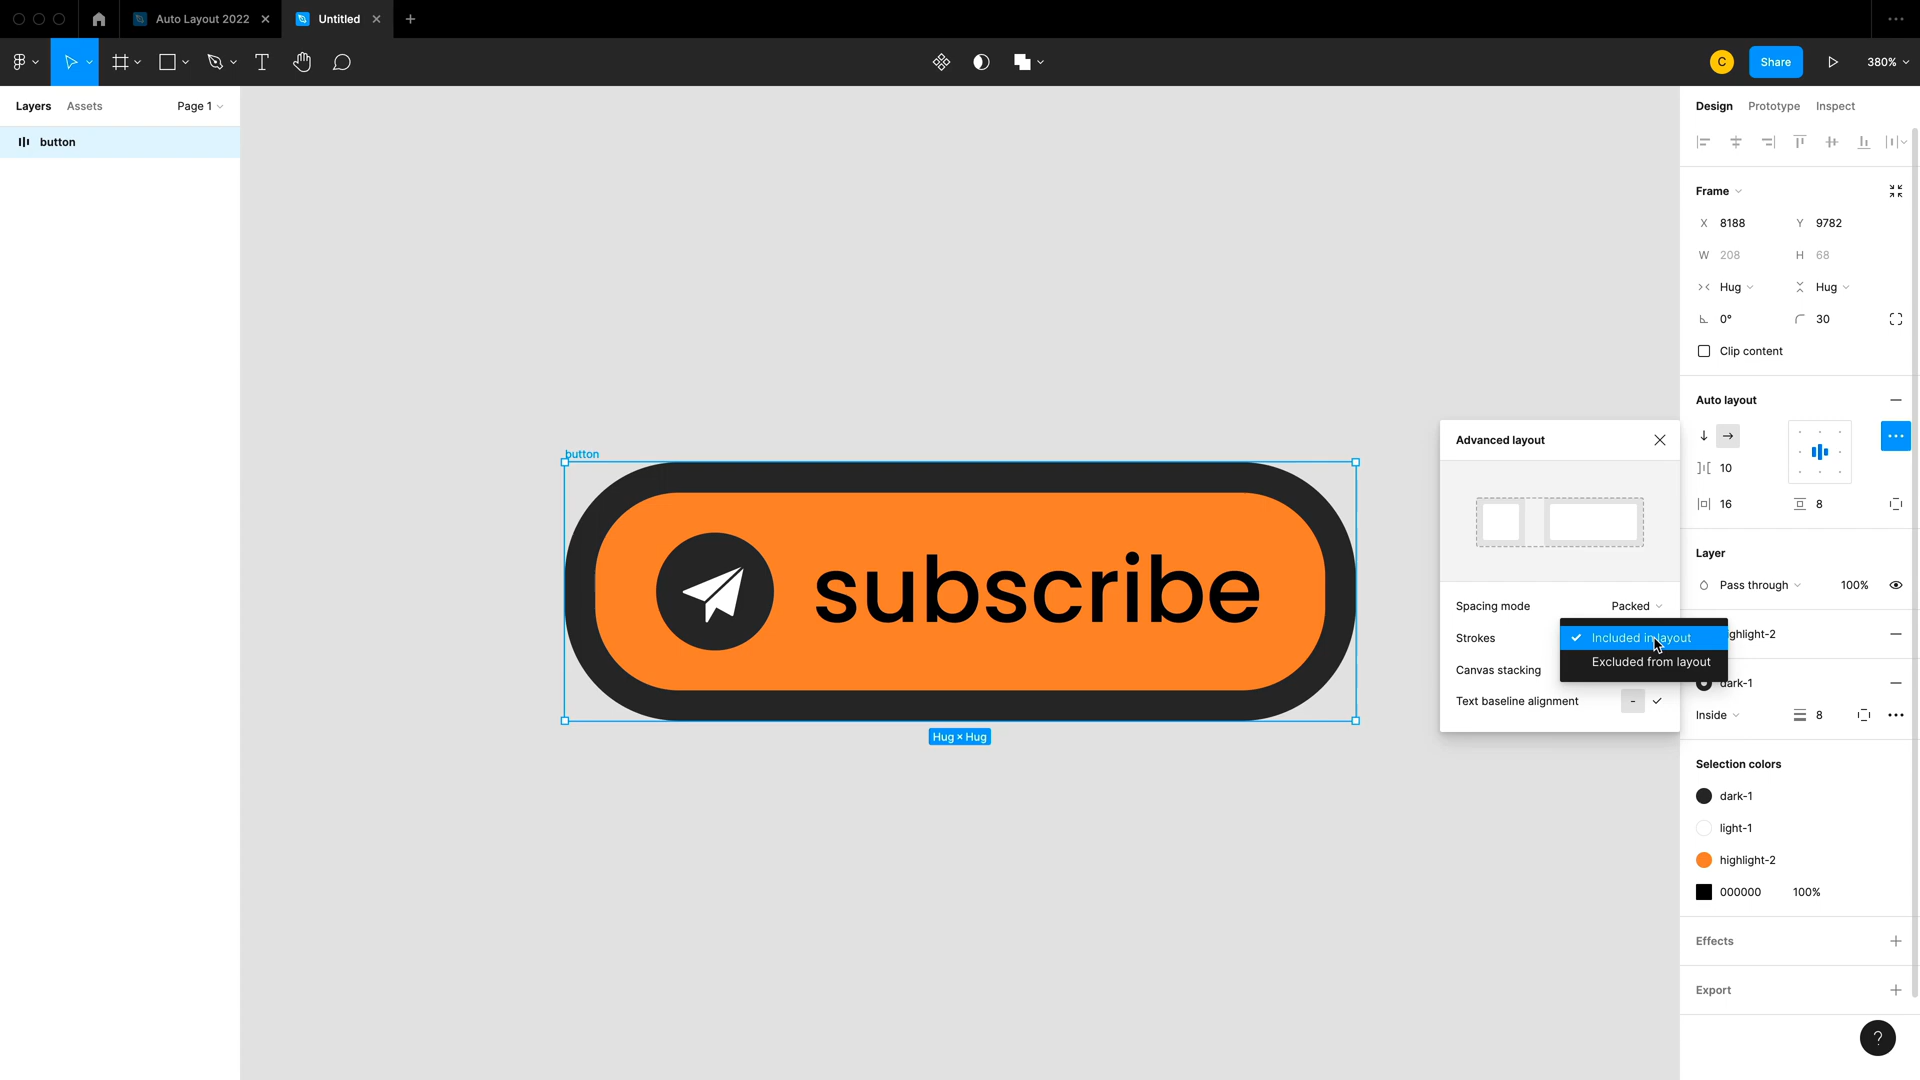 Auto Layout 2022
Untitled
C
Share
380%
Layers
Assets
Page 1
button
button
subscribe
Hug × Hug
Advanced layout
Spacing mode
Packed
Strokes
Included in layout
Excluded from layout
Canvas stacking
Text baseline alignment
Design
Prototype
Inspect
Frame
X 8188
Y 9782
W 208
H 68
Hug
Hug
0°
30
Clip content
Auto layout
10
16
8
Layer
Pass through
100%
ghlight-2
dark-1
Inside
8
Selection colors
dark-1
light-1
highlight-2
000000
100%
Effects
Export
?